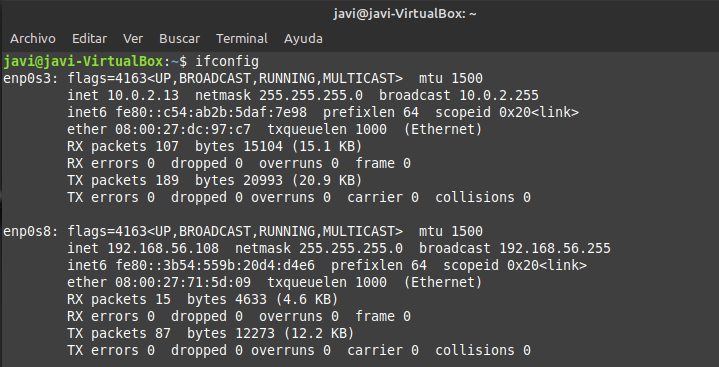 javi@javi-VirtualBox: ~
Archivo Editar Ver Buscar Terminal Ayuda
javi@javi-VirtualBox:~$ ifconfig
enp0s3: flags=4163<UP,BROADCAST,RUNNING,MULTICAST>  mtu 1500
        inet 10.0.2.13  netmask 255.255.255.0  broadcast 10.0.2.255
        inet6 fe80::c54:ab2b:5daf:7e98  prefixlen 64  scopeid 0x20<link>
        ether 08:00:27:dc:97:c7  txqueuelen 1000  (Ethernet)
        RX packets 107  bytes 15104 (15.1 KB)
        RX errors 0  dropped 0  overruns 0  frame 0
        TX packets 189  bytes 20993 (20.9 KB)
        TX errors 0  dropped 0 overruns 0  carrier 0  collisions 0
enp0s8: flags=4163<UP,BROADCAST,RUNNING,MULTICAST>  mtu 1500
        inet 192.168.56.108  netmask 255.255.255.0  broadcast 192.168.56.255
        inet6 fe80::3b54:559b:20d4:d4e6  prefixlen 64  scopeid 0x20<link>
        ether 08:00:27:71:5d:09  txqueuelen 1000  (Ethernet)
        RX packets 15  bytes 4633 (4.6 KB)
        RX errors 0  dropped 0  overruns 0  frame 0
        TX packets 87  bytes 12273 (12.2 KB)
        TX errors 0  dropped 0 overruns 0  carrier 0  collisions 0